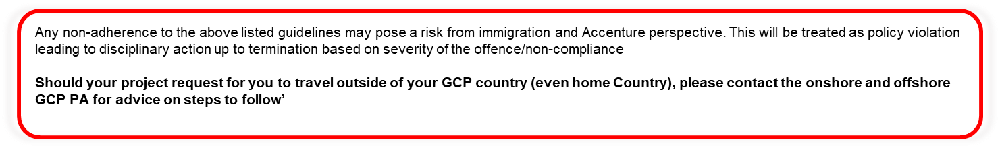 Any non-adherence to the above listed guidelines may pose a risk from immigration and Accenture perspective. This will be treated as policy violation
leading to disciplinary action up to termination based on severity of the offence/non-compliance
Should your project request for you to travel outside of your GCP country (even home Country), please contact the onshore and offshore
GCP PA for advice on steps to follow’